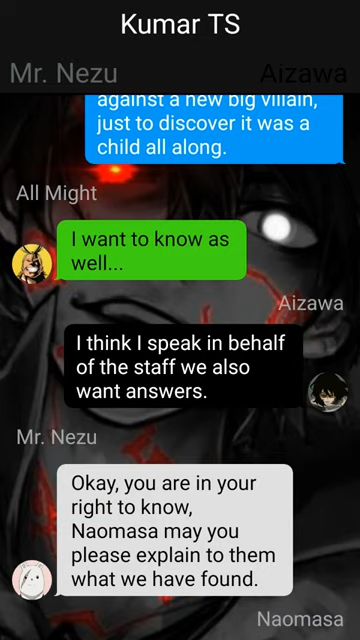 Kumar TS
Mr. Nezu
Aizawa
against a new big villain,
just to discover it was a
child all along.
All Might
I want to know as
well...
Aizawa
I think I speak in behalf
of the staff we also
want answers.
Mr. Nezu
Okay, you are in your
right to know,
Naomasa may you
please explain to them
what we have found.
Naomasa